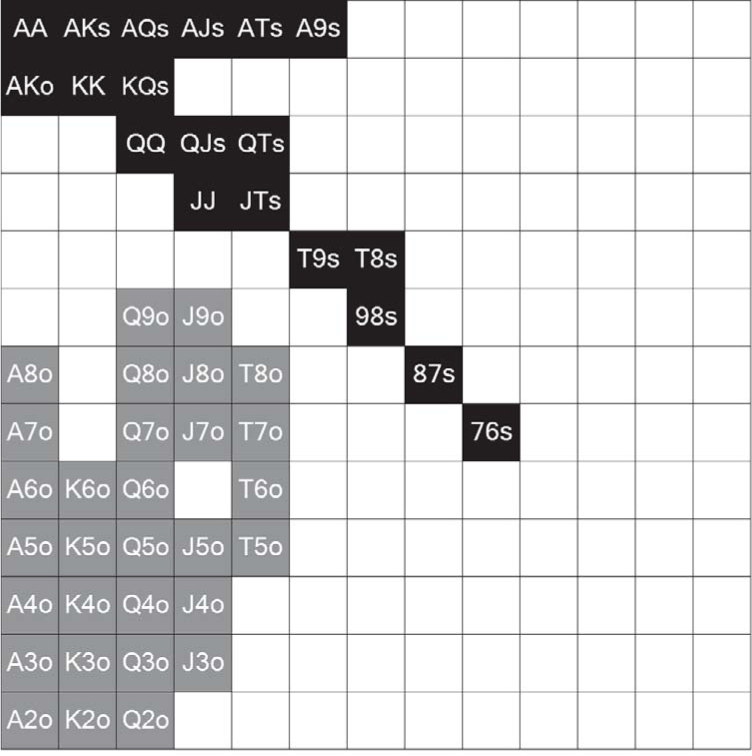 AA AKs AQs AJs ATs A9s
AKo KK KQs
QQ QJs QTs
JJ JTs
T9s T8s
Q9o J9o 98s
A8o Q8o J8o T8o 87s
A7o Q7o J7o T7o 76s
A6o K6o Q6o T6o
A5o K5o Q5o J5o T5o
A4o K4o Q4o J4o
A3o K3o Q3o J3o
A2o K2o Q2o